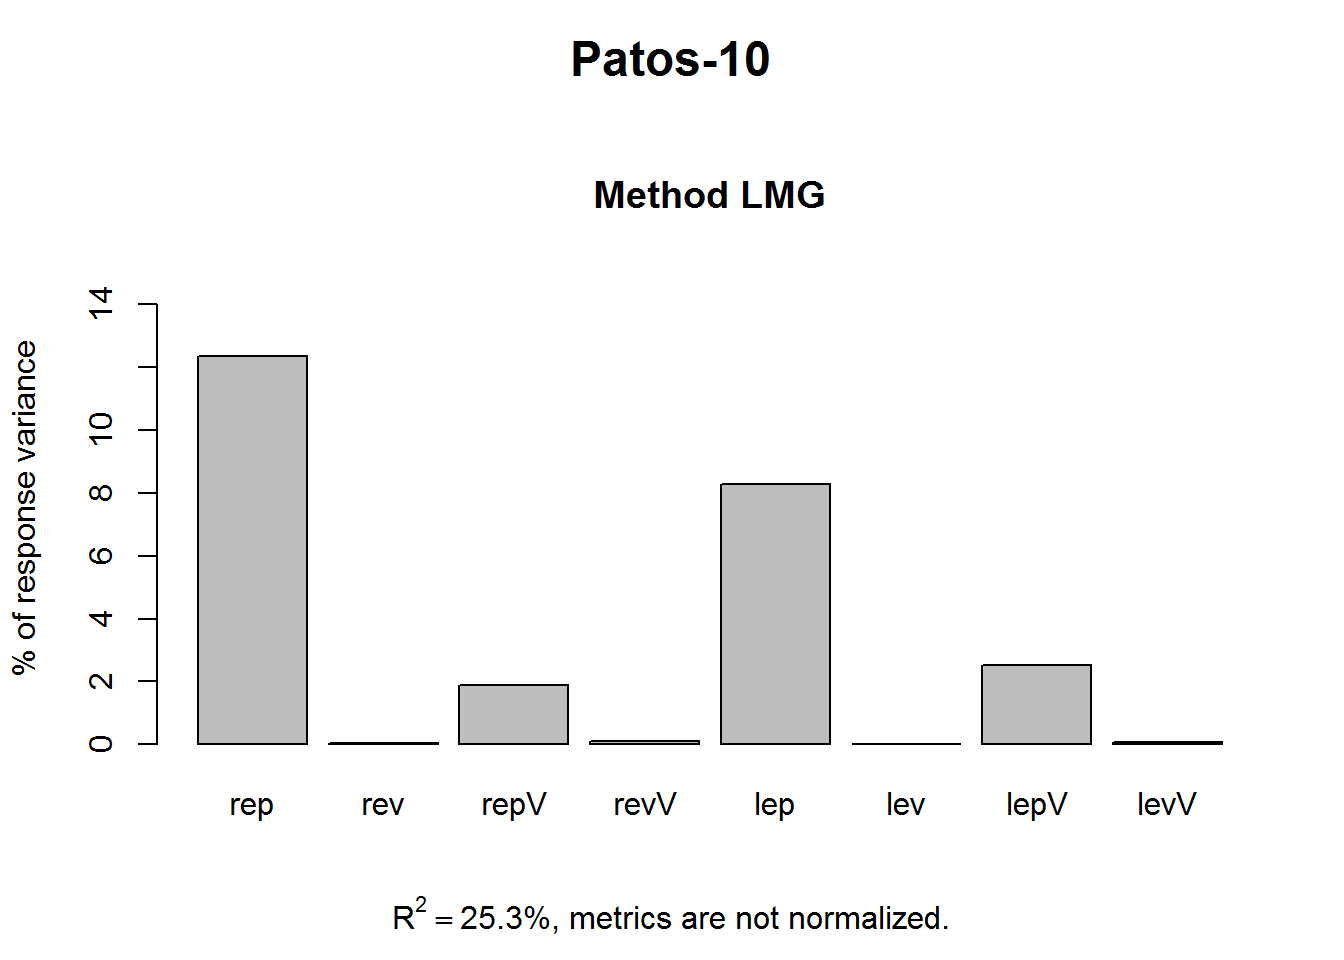 Patos-10
Method LMG
% of response variance
14
10
8
6
4
2
0
rep rev repV revV lep lev lepV levV
R² = 25.3%, metrics are not normalized.